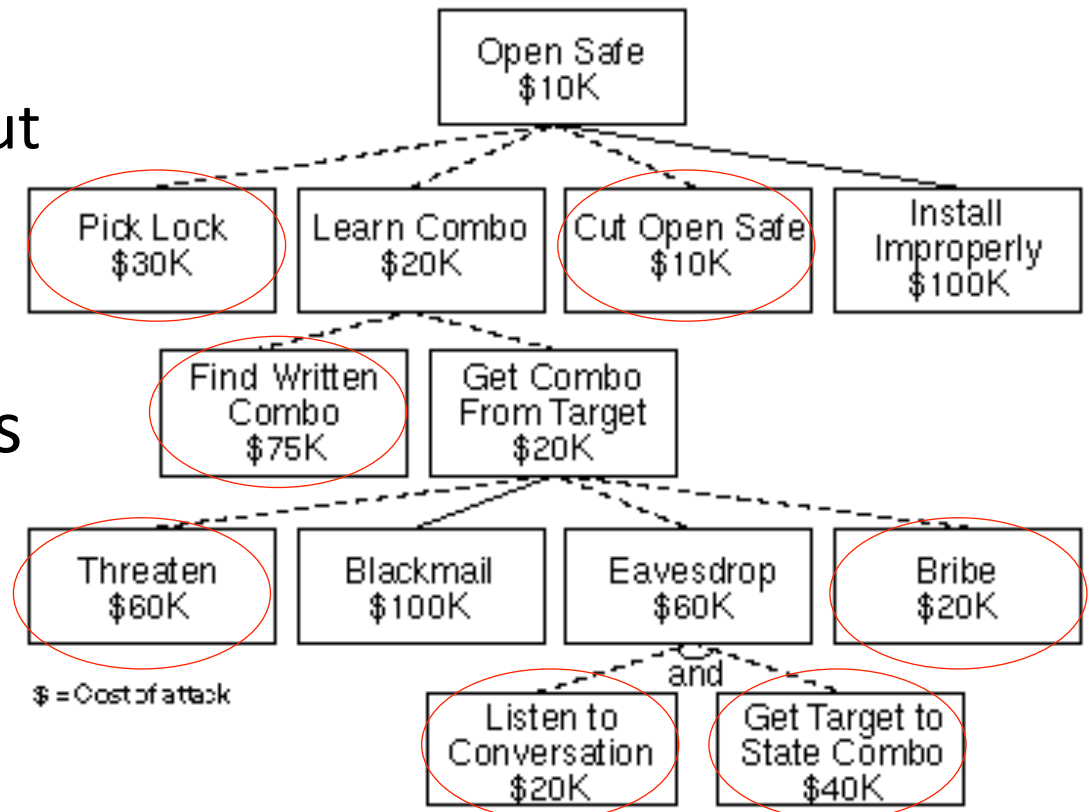 Open Safe
$10K
ut
Pick Lock
$30K
Learn Combo
$20K
Cut Open Safe
$10K
Install
Improperly
$100K
s
Find Written
Combo
$75K
Get Combo
From Target
$20K
Threaten
$60K
Blackmail
$100K
Eavesdrop
$60K
Bribe
$20K
and
$ = Cost of attack
Listen to
Conversation
$20K
Get Target to
State Combo
$40K